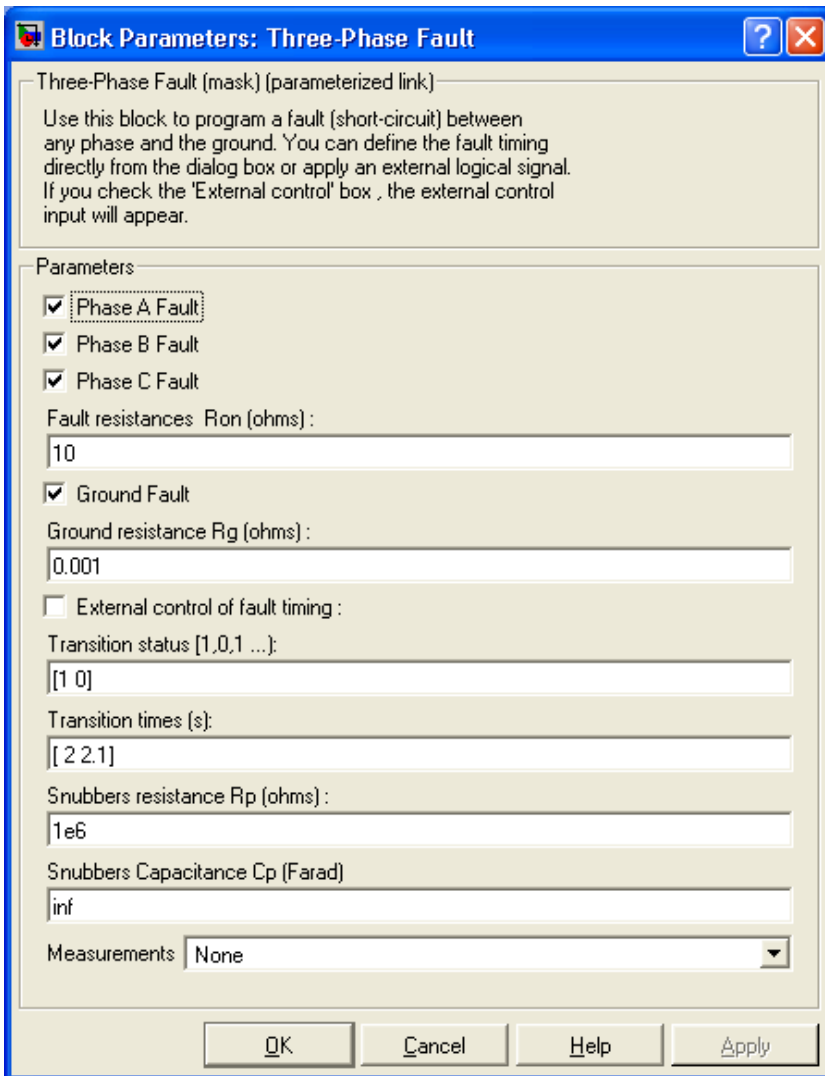 Block Parameters: Three-Phase Fault
Three-Phase Fault (mask) (parameterized link)
Use this block to program a fault (short-circuit) between
any phase and the ground. You can define the fault timing
directly from the dialog box or apply an external logical signal.
If you check the 'External control' box , the external control
input will appear.
Parameters
Phase A Fault
Phase B Fault
Phase C Fault
Fault resistances Ron (ohms) :
10
Ground Fault
Ground resistance Rg (ohms) :
0.001
External control of fault timing :
Transition status [1,0,1 ...):
[1 0]
Transition times (s):
[ 2 2.1]
Snubbers resistance Rp (ohms) :
1e6
Snubbers Capacitance Cp (Farad)
inf
Measurements None
OK Cancel Help Apply